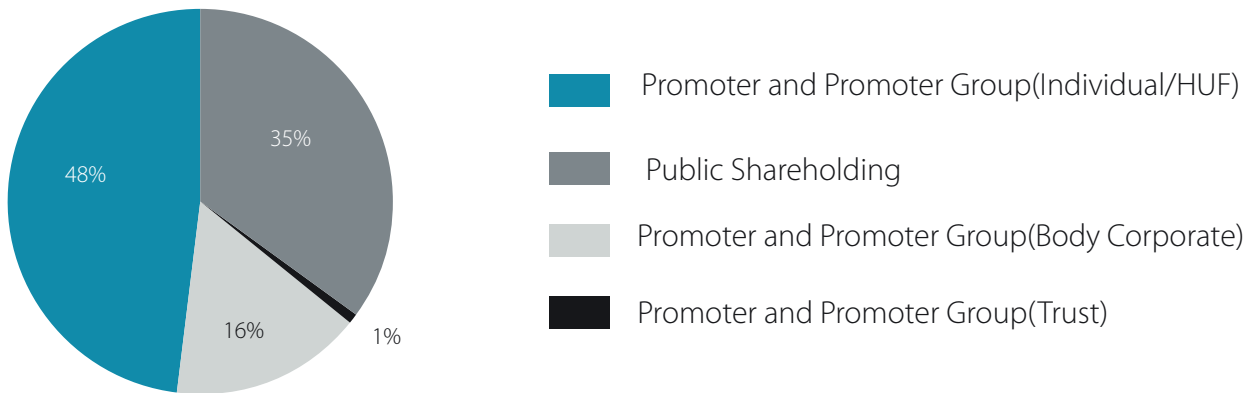 35%
48%
16%
1%
Promoter and Promoter Group(Individual/HUF)
Public Shareholding
Promoter and Promoter Group(Body Corporate)
Promoter and Promoter Group(Trust)